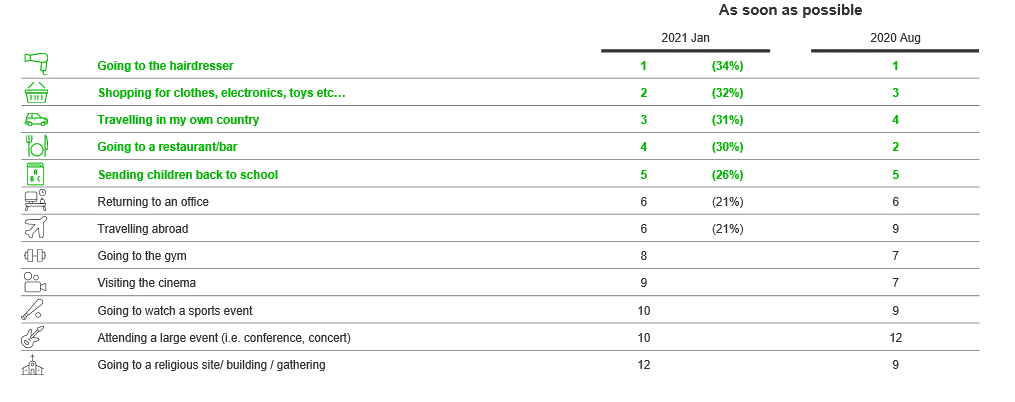 As soon as possible
2021 Jan 2020 Aug
Going to the hairdresser 1 (34%) 1
Shopping for clothes, electronics, toys etc... 2 (32%) 3
Travelling in my own country 3 (31%) 4
Going to a restaurant/bar 4 (30%) 2
A B C Sending children back to school 5 (26%) 5
Returning to an office 6 (21%) 6
Travelling abroad 6 (21%) 9
Going to the gym 8 7
Visiting the cinema 9 7
Going to watch a sports event 10 9
Attending a large event (i.e. conference, concert) 10 12
Going to a religious site/ building / gathering 12 9